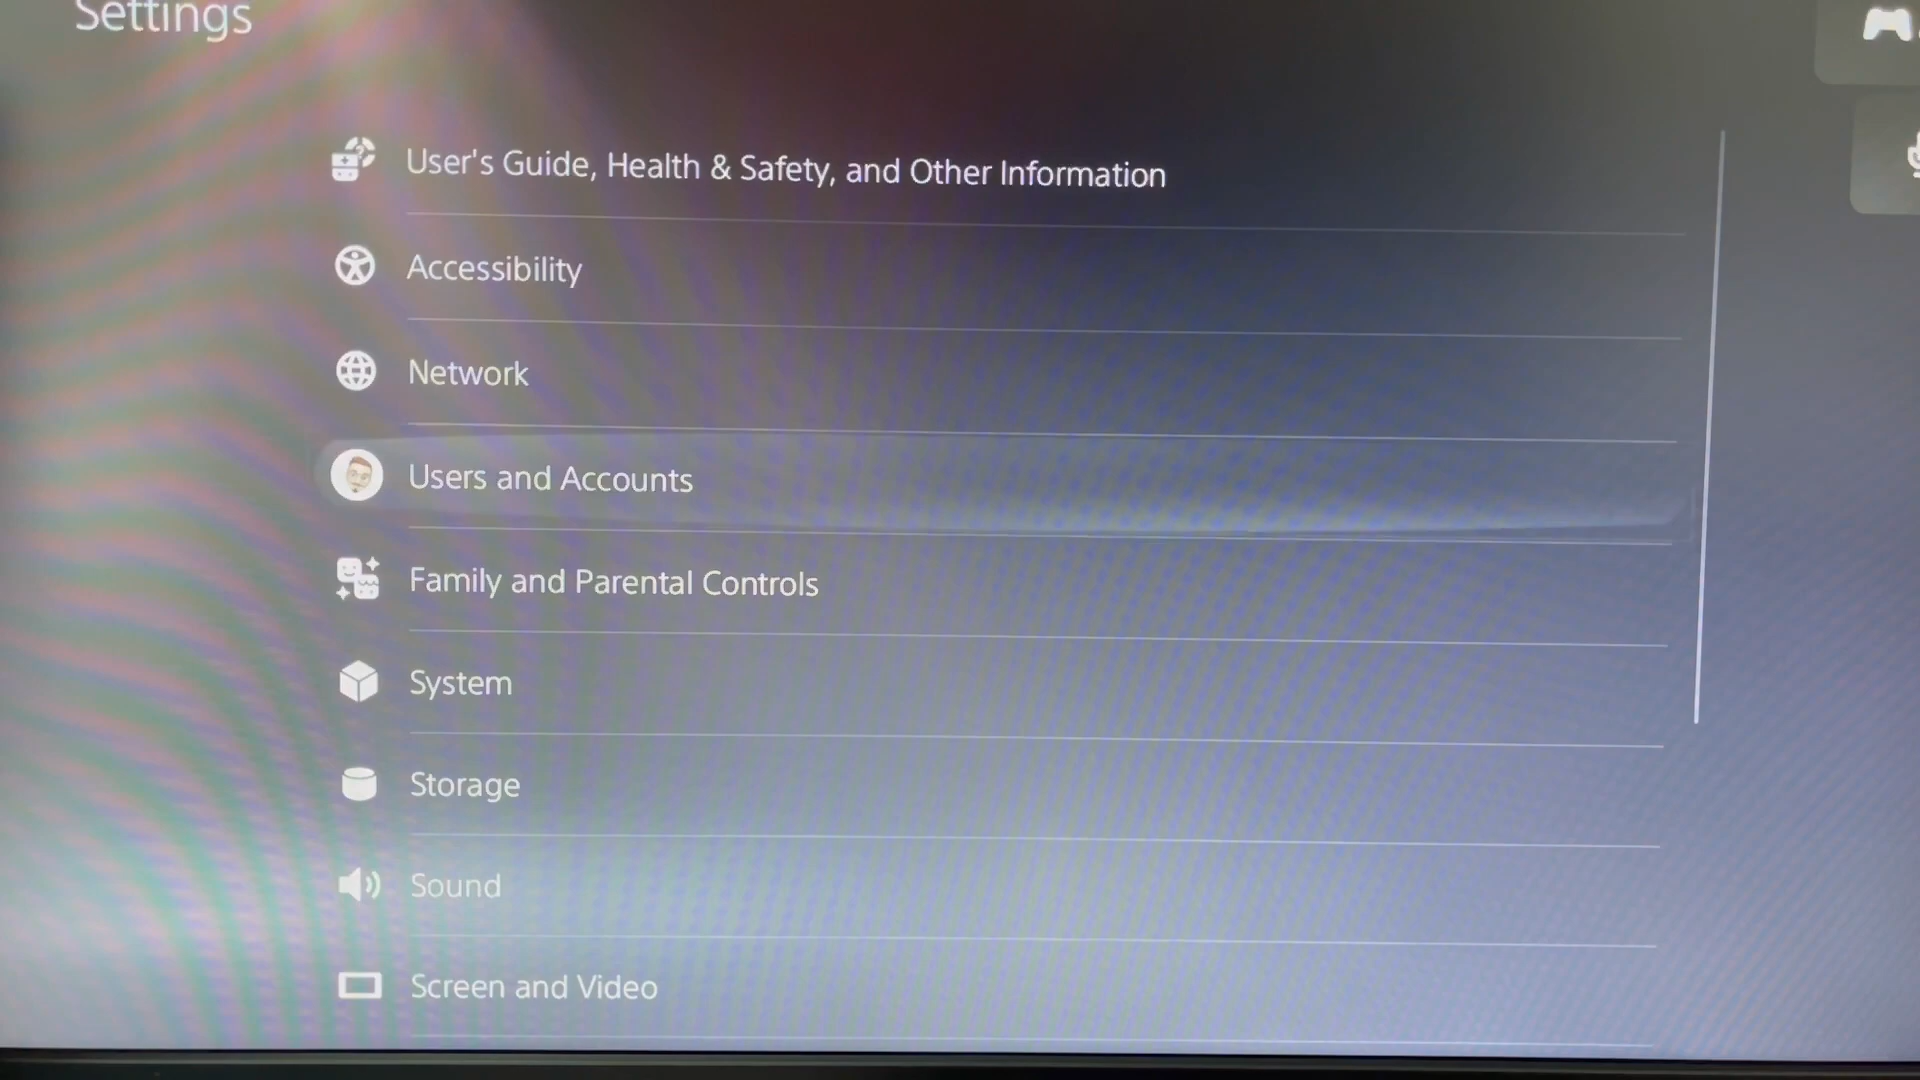 Settings
User's Guide, Health & Safety, and Other Information
Accessibility
Network
Users and Accounts
Family and Parental Controls
System
Storage
Sound
Screen and Video